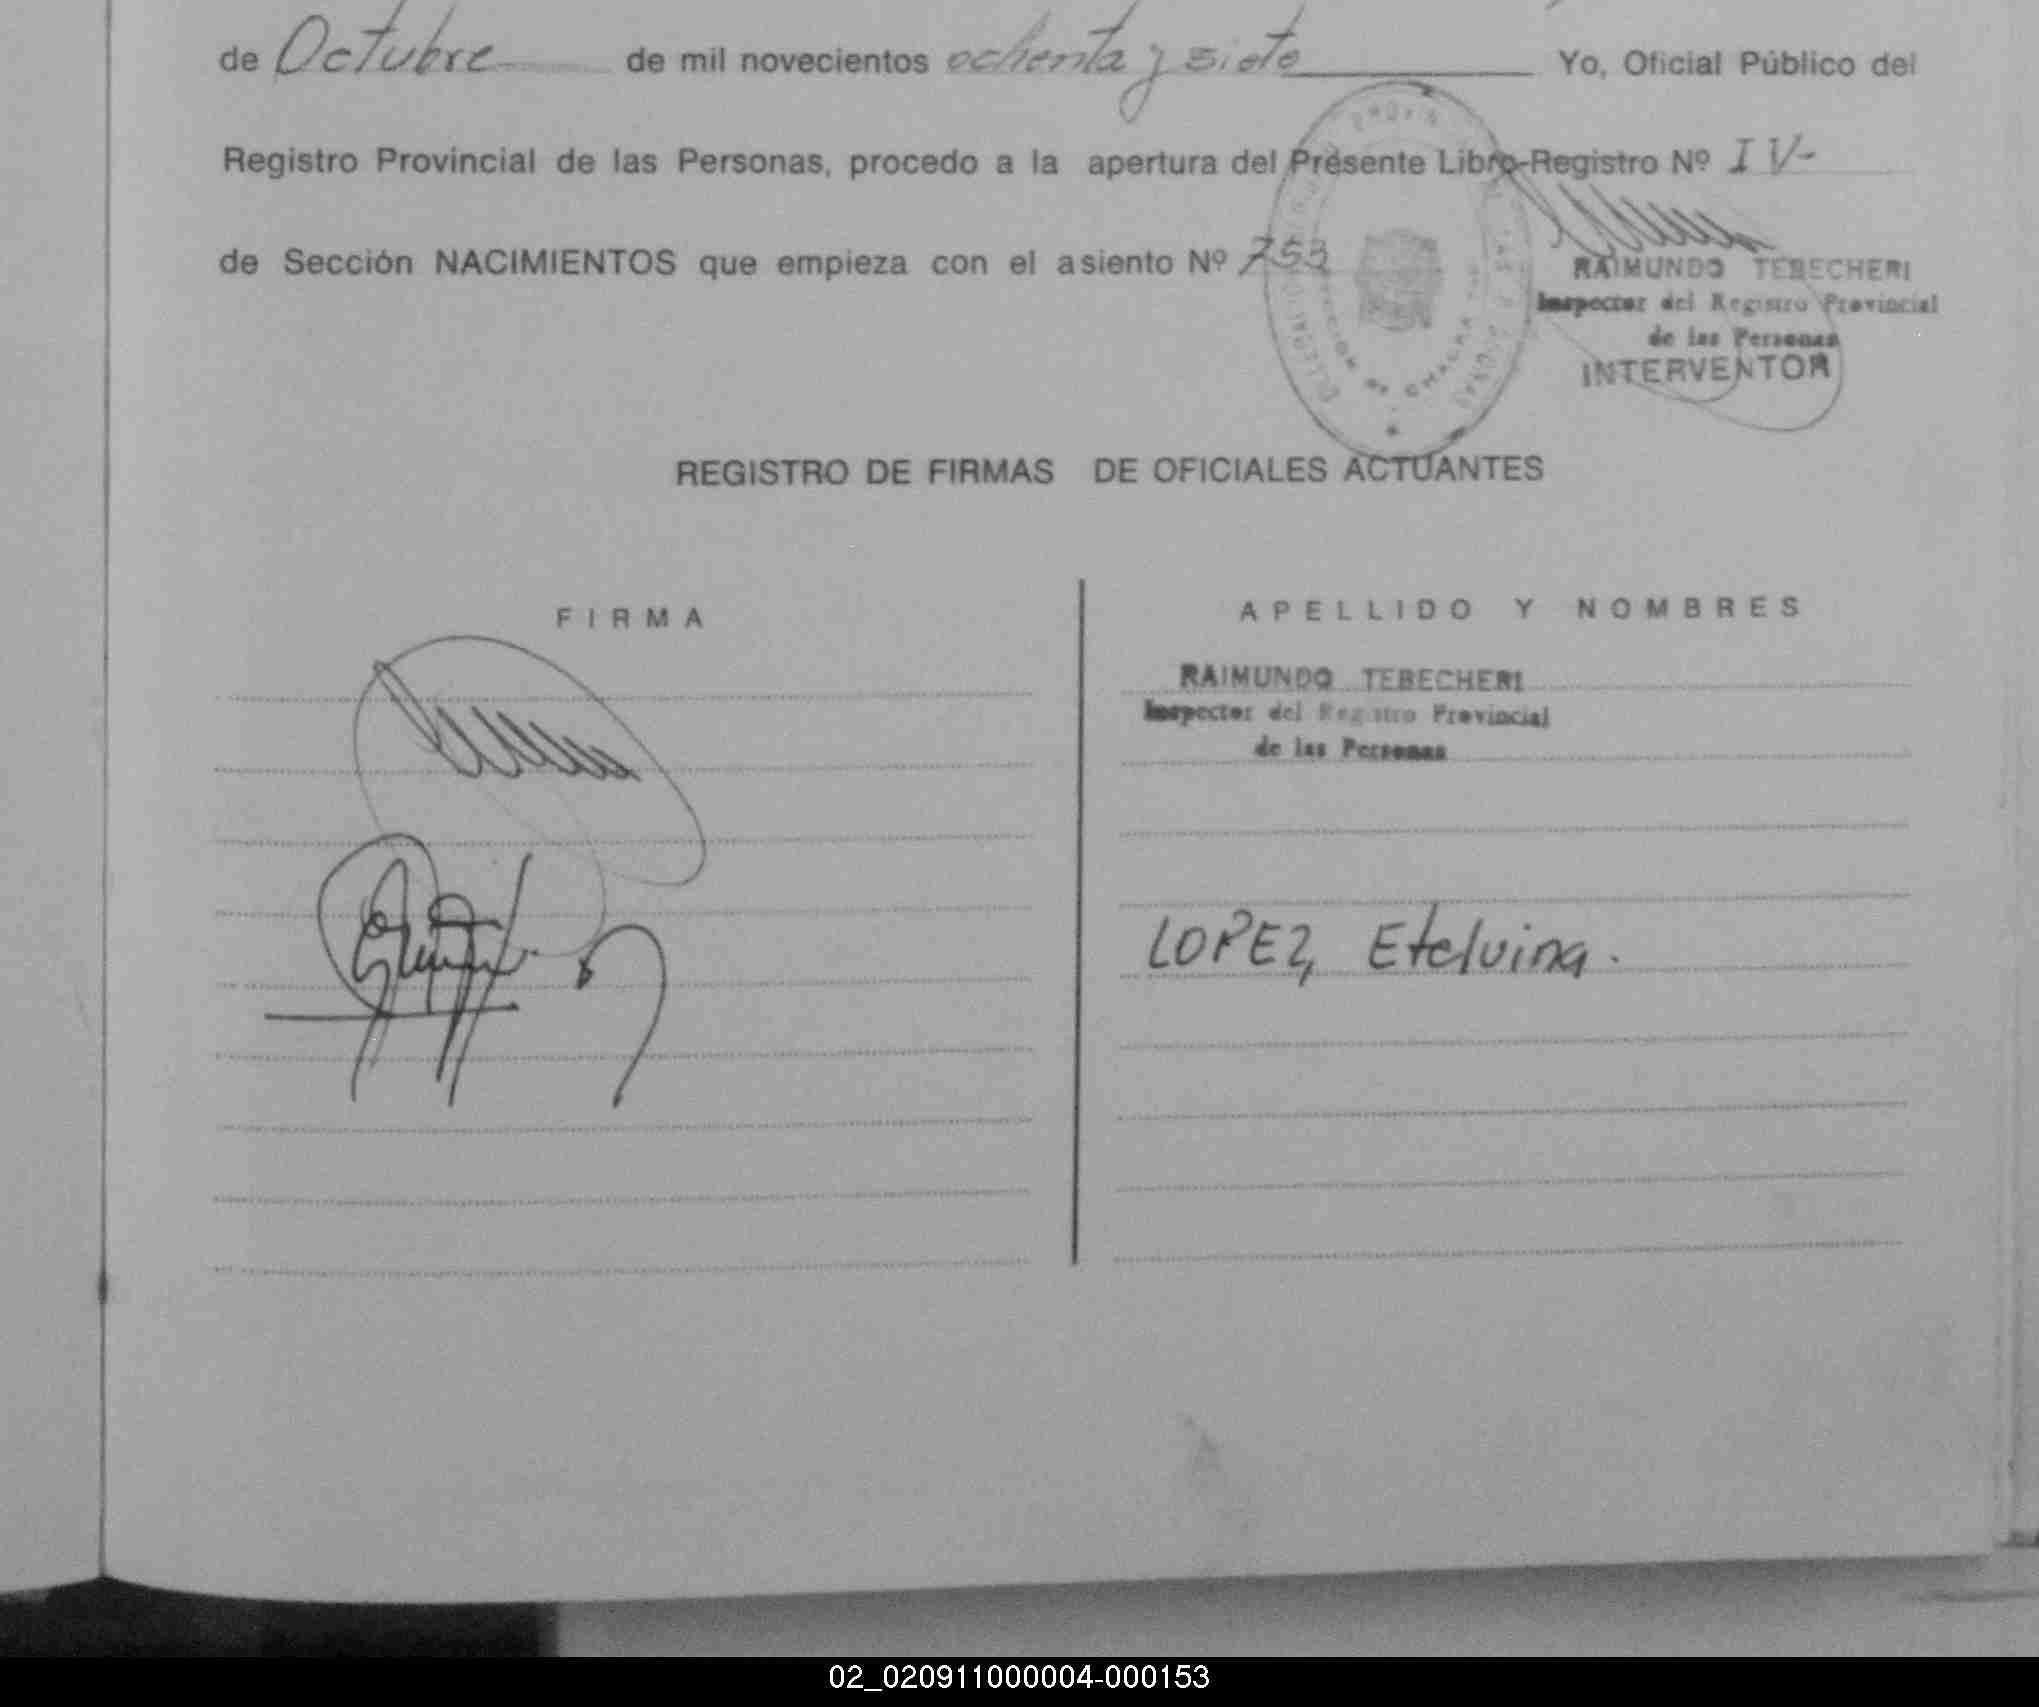 de Octubre de mil novecientos ochenta y siete Yo, Oficial Público del
Registro Provincial de las Personas, procedo a la apertura del Presente Libro-Registro Nº IV-
de Sección NACIMIENTOS que empieza con el asiento Nº 753
RAIMUNDO TEBECHERI
Inspector del Registro Provincial
de las Personas
INTERVENTOR
REGISTRO DE FIRMAS DE OFICIALES ACTUANTES
FIRMA
APELLIDO Y NOMBRES
RAIMUNDO TEBECHERI
Inspector del Registro Provincial
de las Personas
LOPEZ, Etelvina.
02_020911000004-000153